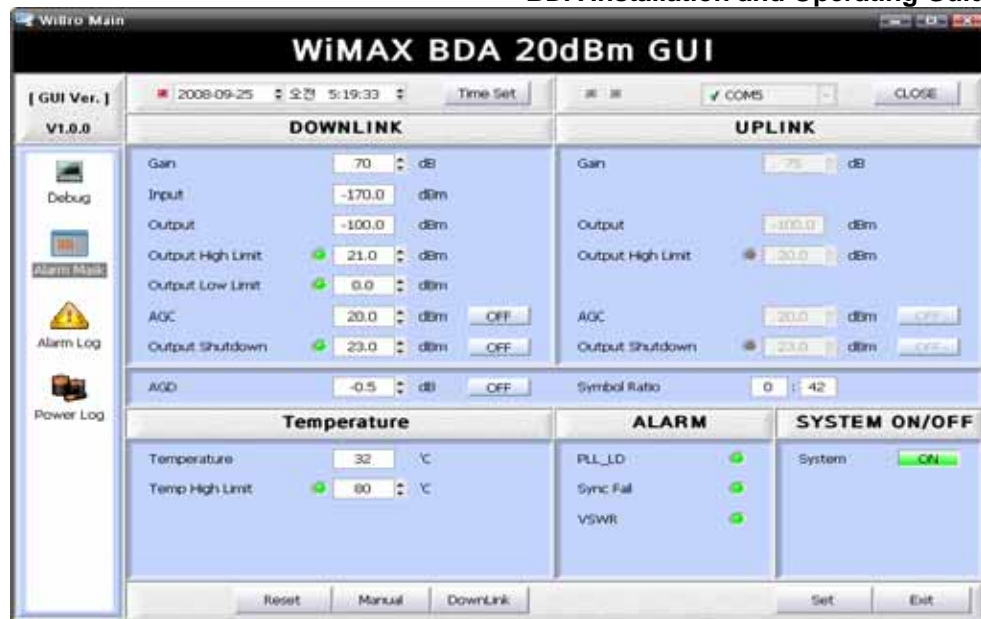 BDA Installation and Operating Guide
Willro Main
WiMAX BDA 20dBm GUI
[ GUI Ver. ]
V1.0.0
2008-09-25 오전 5:19:33 Time Set
COM5 CLOSE
DOWNLINK
UPLINK
Debug
Alarm Mask
Alarm Log
Power Log
Gain 70 dB
Input -170.0 dBm
Output -100.0 dBm
Output High Limit 21.0 dBm
Output Low Limit 0.0 dBm
AGC 20.0 dBm OFF
Output Shutdown 23.0 dBm OFF
Gain 75 dB
Output -100.0 dBm
Output High Limit 20.0 dBm
AGC 20.0 dBm OFF
Output Shutdown 23.0 dBm OFF
AGD -0.5 dB OFF
Symbol Ratio 0 : 42
Temperature
Temperature 32 ℃
Temp High Limit 80 ℃
ALARM
PLL_LD
Sync Fail
VSWR
SYSTEM ON/OFF
System ON
Reset Manual DownLink
Set Exit